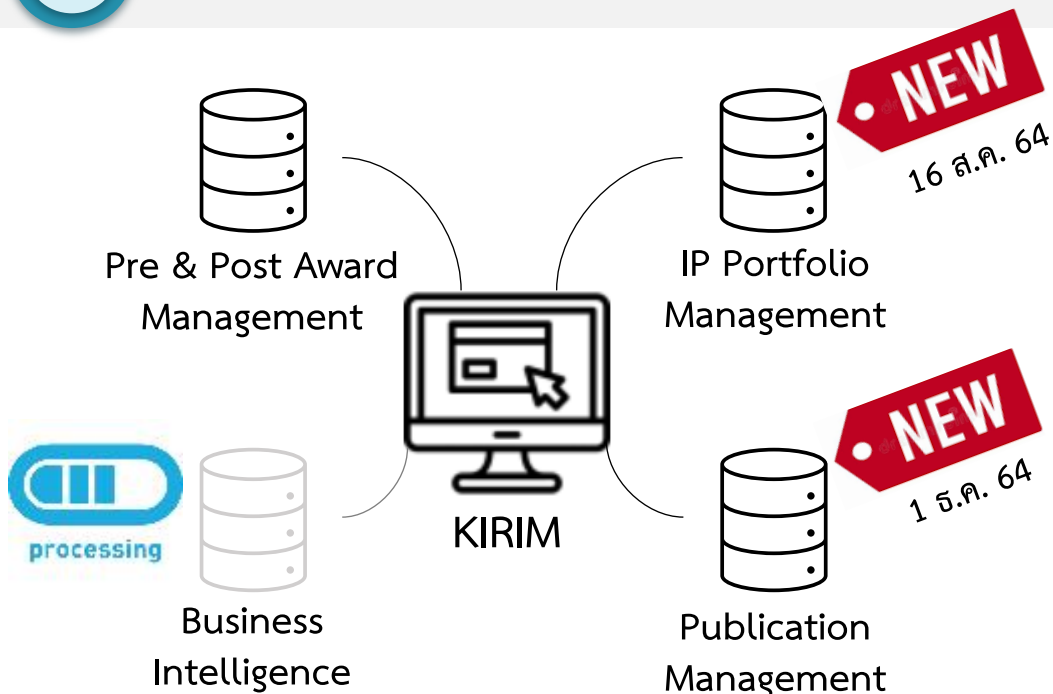 NEW
16 ส.ค. 64
Pre & Post Award
Management
IP Portfolio
Management
KIRIM
NEW
1 ธ.ค. 64
processing
Business
Intelligence
Publication
Management